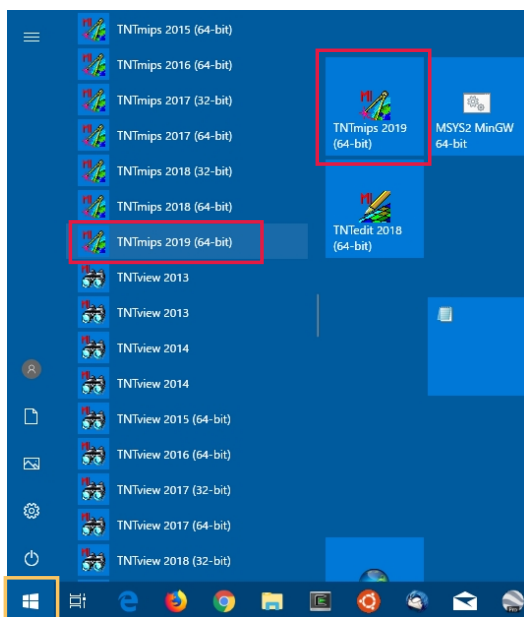 TNTmips 2015 (64-bit)
TNTmips 2016 (64-bit)
TNTmips 2017 (32-bit)
TNTmips 2017 (64-bit)
TNTmips 2018 (32-bit)
TNTmips 2018 (64-bit)
TNTmips 2019 (64-bit)
TNTview 2013
TNTview 2013
TNTview 2014
TNTview 2014
TNTview 2015 (64-bit)
TNTview 2016 (64-bit)
TNTview 2017 (32-bit)
TNTview 2017 (64-bit)
TNTview 2018 (32-bit)
TNTmips 2019
(64-bit)
MSYS2 MinGW
64-bit
TNTedit 2018
(64-bit)